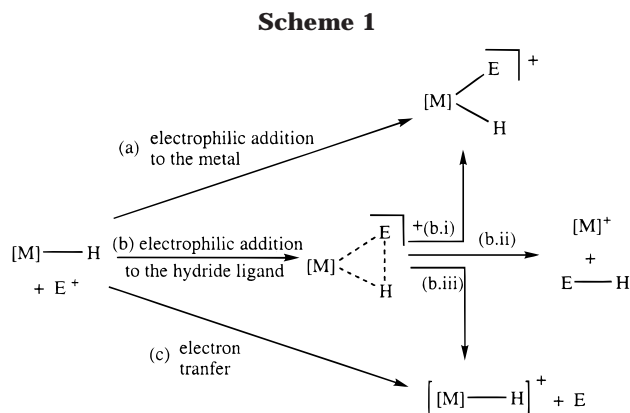 Scheme 1
E
+
[M]
H
(a) electrophilic addition
to the metal
[M] — H
+ E+
(b) electrophilic addition
to the hydride ligand
[M]
E
H
+(b.i)
(b.ii)
(b.iii)
[M]+
+
E — H
(c) electron
tranfer
[[M] — H]+ + E